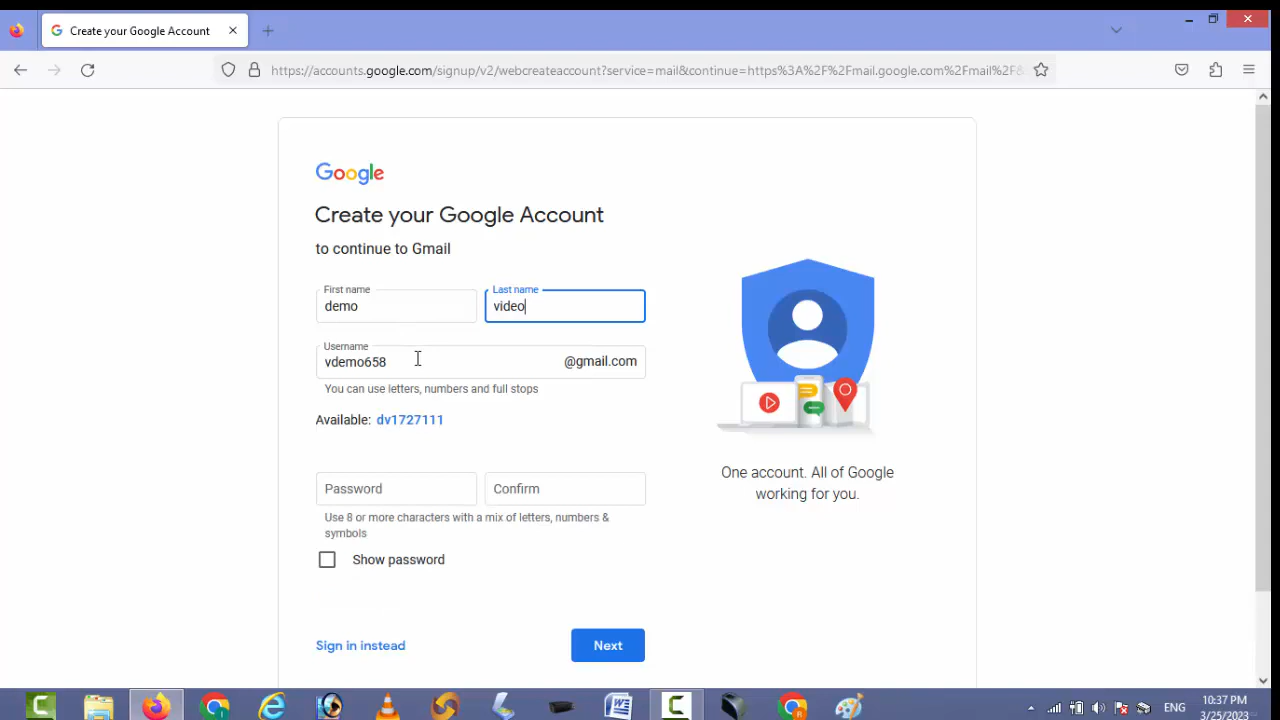 Create your Google Account
https://accounts.google.com/signup/v2/webcreateaccount?service=mail&continue=https%3A%2F%2Fmail.google.com%2Fmail%2F&
Google
Create your Google Account
to continue to Gmail
First name
Last name
demo
video
Username
vdemo658
@gmail.com
You can use letters, numbers and full stops
Available: dv1727111
Password
Confirm
Use 8 or more characters with a mix of letters, numbers &
symbols
Show password
Sign in instead
Next
One account. All of Google
working for you.
ENG
10:37 PM
3/25/2023